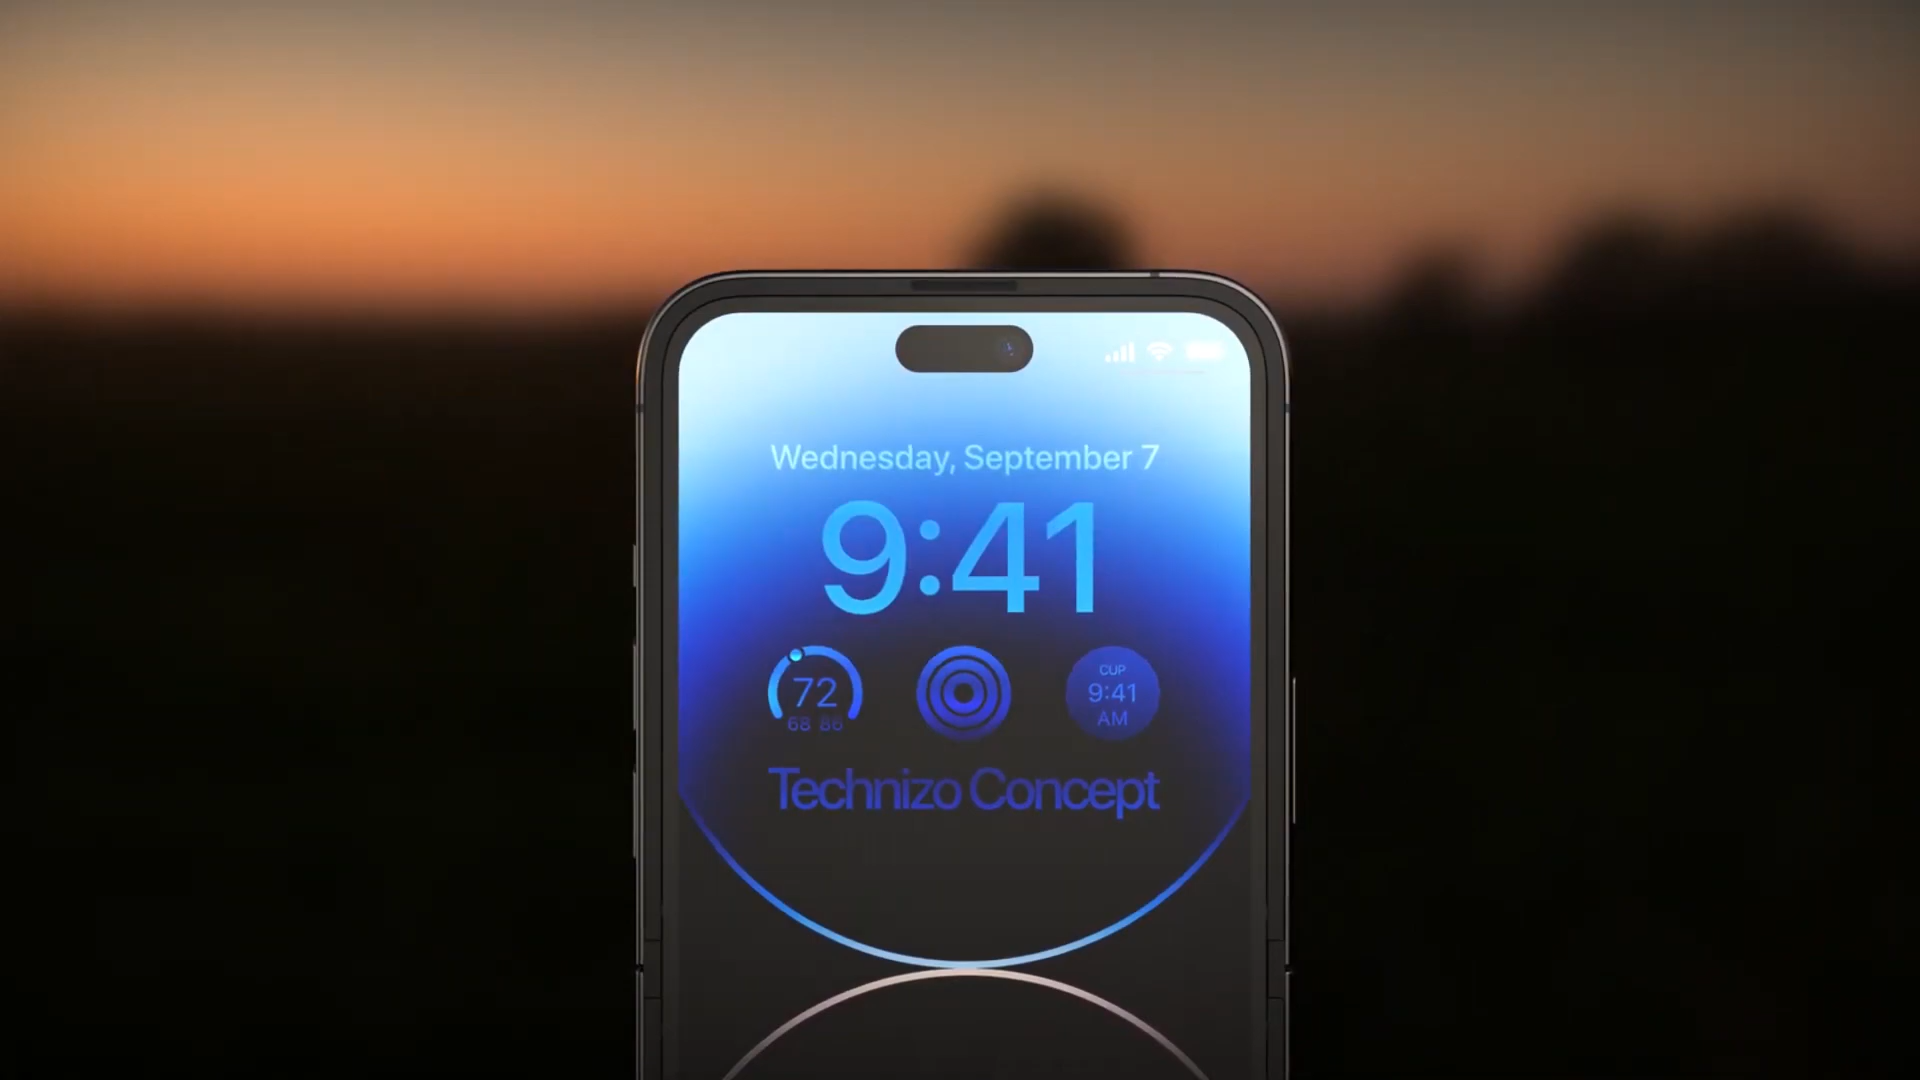 Wednesday, September 7
9:41
72
68 86
CUP
9:41
AM
Technizo Concept